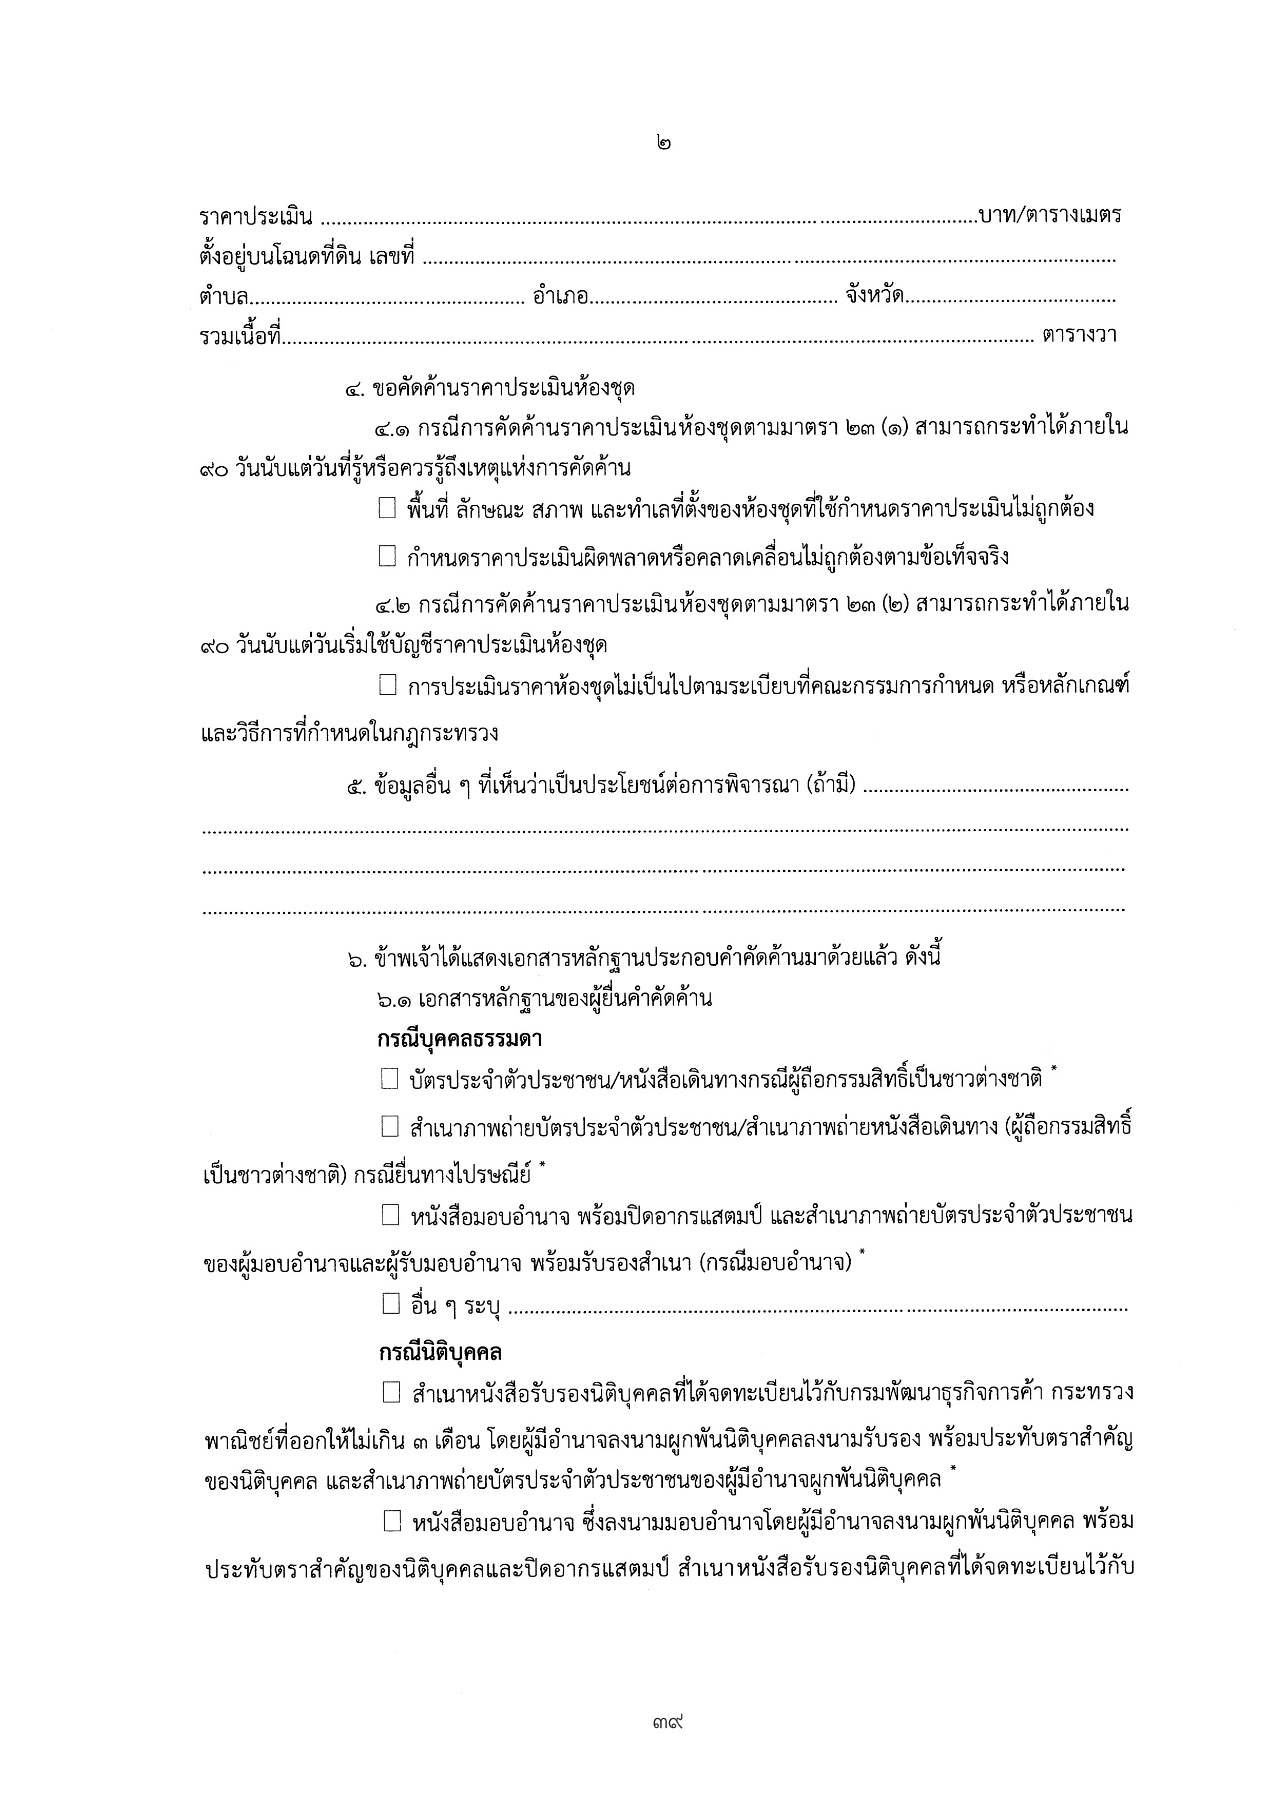 ๒
ราคาประเมิน ........................................................................................................................บาท/ตารางเมตร
ตั้งอยู่บนโฉนดที่ดิน เลขที่ ...................................................................................................................................
ตำบล.................................................... อำเภอ............................................... จังหวัด........................................
รวมเนื้อที่.............................................................................................................................................. ตารางวา
๔. ขอคัดค้านราคาประเมินห้องชุด
๔.๑ กรณีการคัดค้านราคาประเมินห้องชุดตามมาตรา ๒๓ (๑) สามารถกระทำได้ภายใน
๙๐ วันนับแต่วันที่รู้หรือควรรู้ถึงเหตุแห่งการคัดค้าน
☐ พื้นที่ ลักษณะ สภาพ และทำเลที่ตั้งของห้องชุดที่ใช้กำหนดราคาประเมินไม่ถูกต้อง
☐ กำหนดราคาประเมินผิดพลาดหรือคลาดเคลื่อนไม่ถูกต้องตามข้อเท็จจริง
๔.๒ กรณีการคัดค้านราคาประเมินห้องชุดตามมาตรา ๒๓ (๒) สามารถกระทำได้ภายใน
๙๐ วันนับแต่วันเริ่มใช้บัญชีราคาประเมินห้องชุด
☐ การประเมินราคาห้องชุดไม่เป็นไปตามระเบียบที่คณะกรรมการกำหนด หรือหลักเกณฑ์
และวิธีการที่กำหนดในกฎกระทรวง
๕. ข้อมูลอื่น ๆ ที่เห็นว่าเป็นประโยชน์ต่อการพิจารณา (ถ้ามี) ..................................................
...............................................................................................................................................................................
...............................................................................................................................................................................
...............................................................................................................................................................................
๖. ข้าพเจ้าได้แสดงเอกสารหลักฐานประกอบคำคัดค้านมาด้วยแล้ว ดังนี้
๖.๑ เอกสารหลักฐานของผู้ยื่นคำคัดค้าน
กรณีบุคคลธรรมดา
☐ บัตรประจำตัวประชาชน/หนังสือเดินทางกรณีผู้ถือกรรมสิทธิ์เป็นชาวต่างชาติ *
☐ สำเนาภาพถ่ายบัตรประจำตัวประชาชน/สำเนาภาพถ่ายหนังสือเดินทาง (ผู้ถือกรรมสิทธิ์
เป็นชาวต่างชาติ) กรณียื่นทางไปรษณีย์ *
☐ หนังสือมอบอำนาจ พร้อมปิดอากรแสตมป์ และสำเนาภาพถ่ายบัตรประจำตัวประชาชน
ของผู้มอบอำนาจและผู้รับมอบอำนาจ พร้อมรับรองสำเนา (กรณีมอบอำนาจ) *
☐ อื่น ๆ ระบุ .....................................................................................................................
กรณีนิติบุคคล
☐ สำเนาหนังสือรับรองนิติบุคคลที่ได้จดทะเบียนไว้กับกรมพัฒนาธุรกิจการค้า กระทรวง
พาณิชย์ที่ออกให้ไม่เกิน ๓ เดือน โดยผู้มีอำนาจลงนามผูกพันนิติบุคคลลงนามรับรอง พร้อมประทับตราสำคัญ
ของนิติบุคคล และสำเนาภาพถ่ายบัตรประจำตัวประชาชนของผู้มีอำนาจผูกพันนิติบุคคล *
☐ หนังสือมอบอำนาจ ซึ่งลงนามมอบอำนาจโดยผู้มีอำนาจลงนามผูกพันนิติบุคคล พร้อม
ประทับตราสำคัญของนิติบุคคลและปิดอากรแสตมป์ สำเนาหนังสือรับรองนิติบุคคลที่ได้จดทะเบียนไว้กับ
๓๙